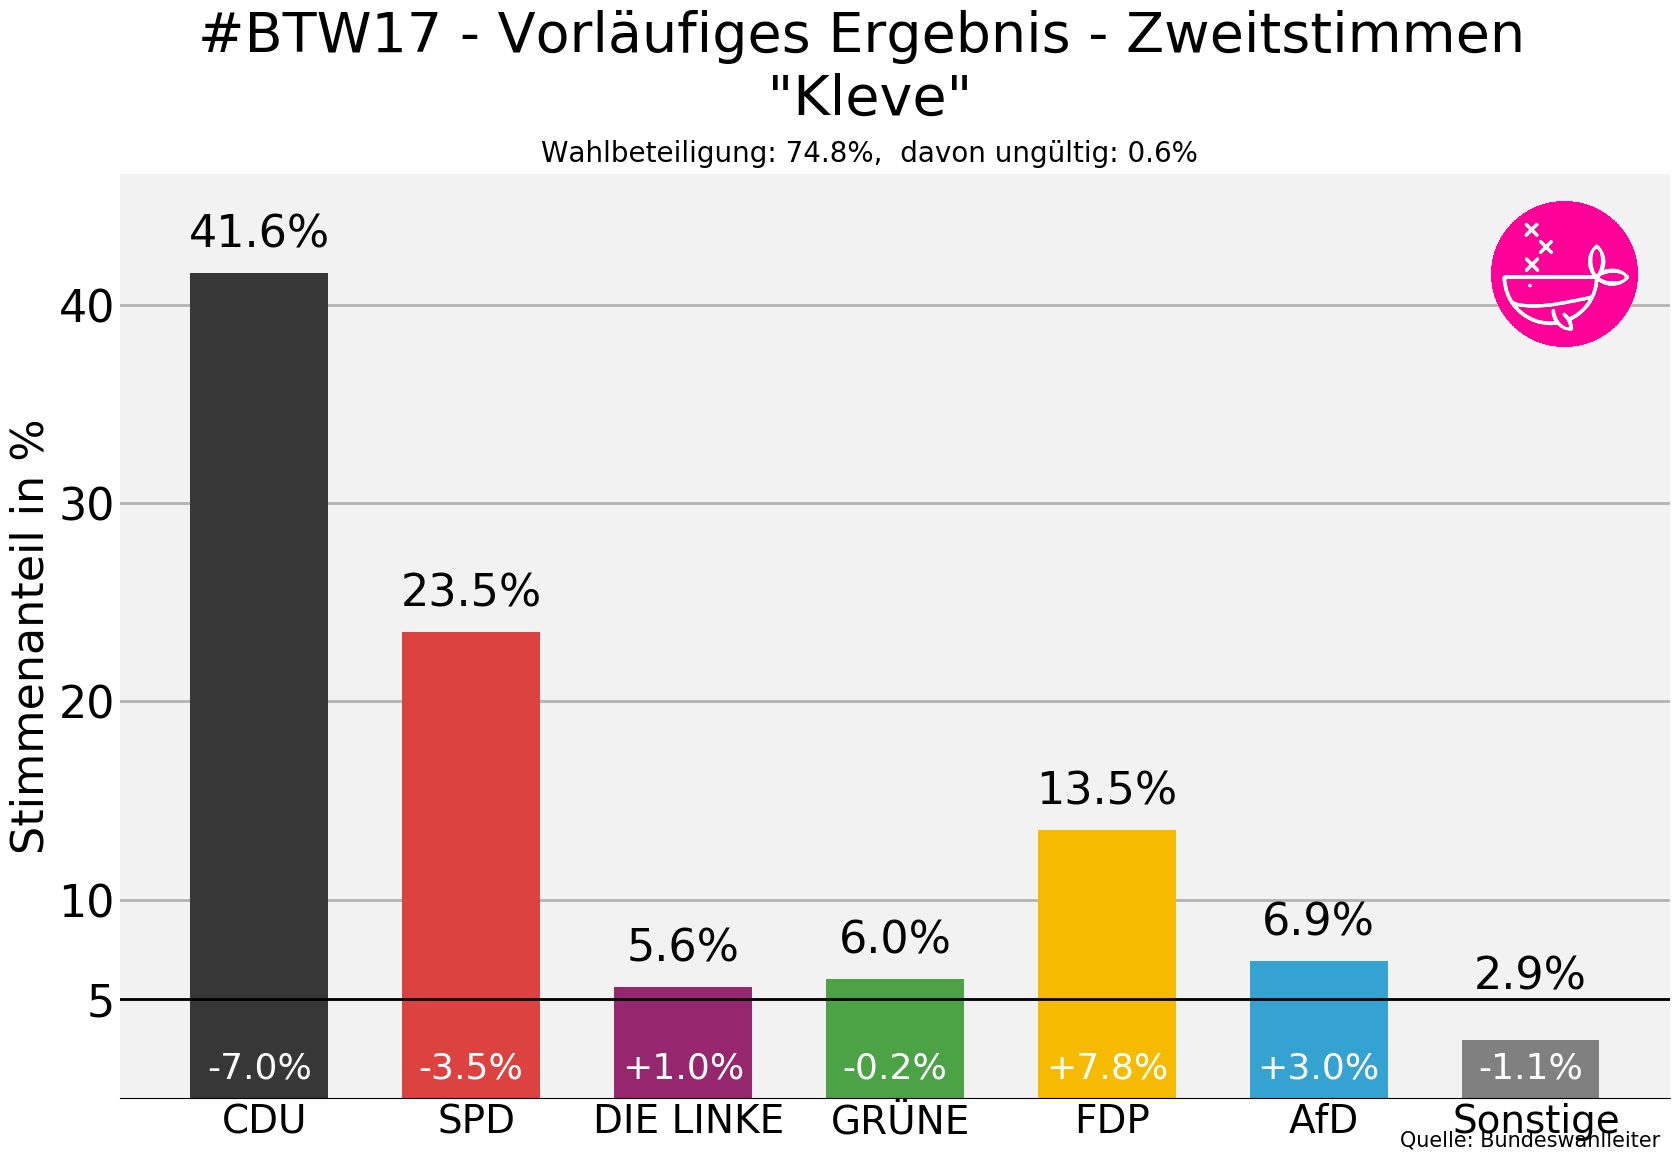 #BTW17 - Vorläufiges Ergebnis - Zweitstimmen
"Kleve"
Wahlbeteiligung: 74.8%,  davon ungültig: 0.6%
Stimmenanteil in %
40
30
20
10
5
41.6%
23.5%
5.6%
6.0%
13.5%
6.9%
2.9%
-7.0%
-3.5%
+1.0%
-0.2%
+7.8%
+3.0%
-1.1%
CDU
SPD
DIE LINKE
GRÜNE
FDP
AfD
Sonstige
Quelle: Bundeswahlleiter